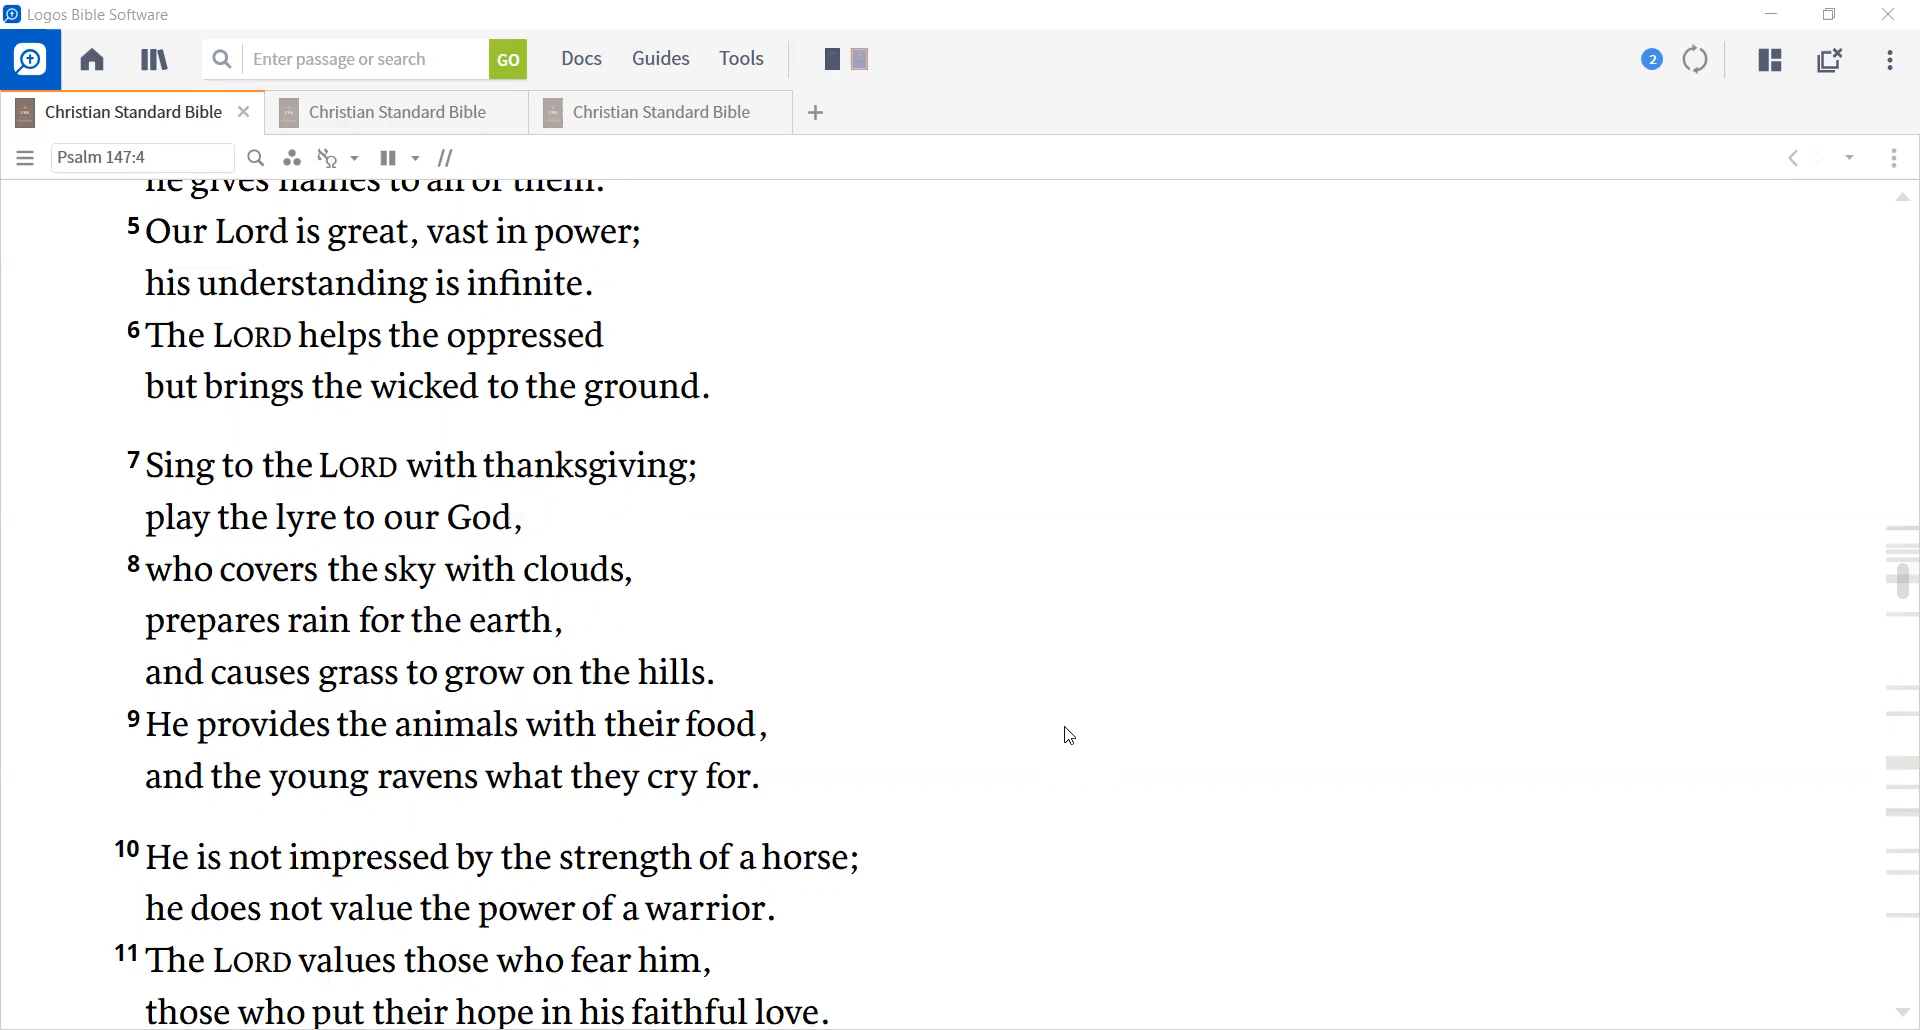 Logos Bible Software
Enter passage or search
GO
Docs
Guides
Tools
2
Christian Standard Bible
Christian Standard Bible
Christian Standard Bible
Psalm 147:4
he gives names to all of them.
5 Our Lord is great, vast in power;
his understanding is infinite.
6 The LORD helps the oppressed
but brings the wicked to the ground.
7 Sing to the LORD with thanksgiving;
play the lyre to our God,
8 who covers the sky with clouds,
prepares rain for the earth,
and causes grass to grow on the hills.
9 He provides the animals with their food,
and the young ravens what they cry for.
10 He is not impressed by the strength of a horse;
he does not value the power of a warrior.
11 The LORD values those who fear him,
those who put their hope in his faithful love.